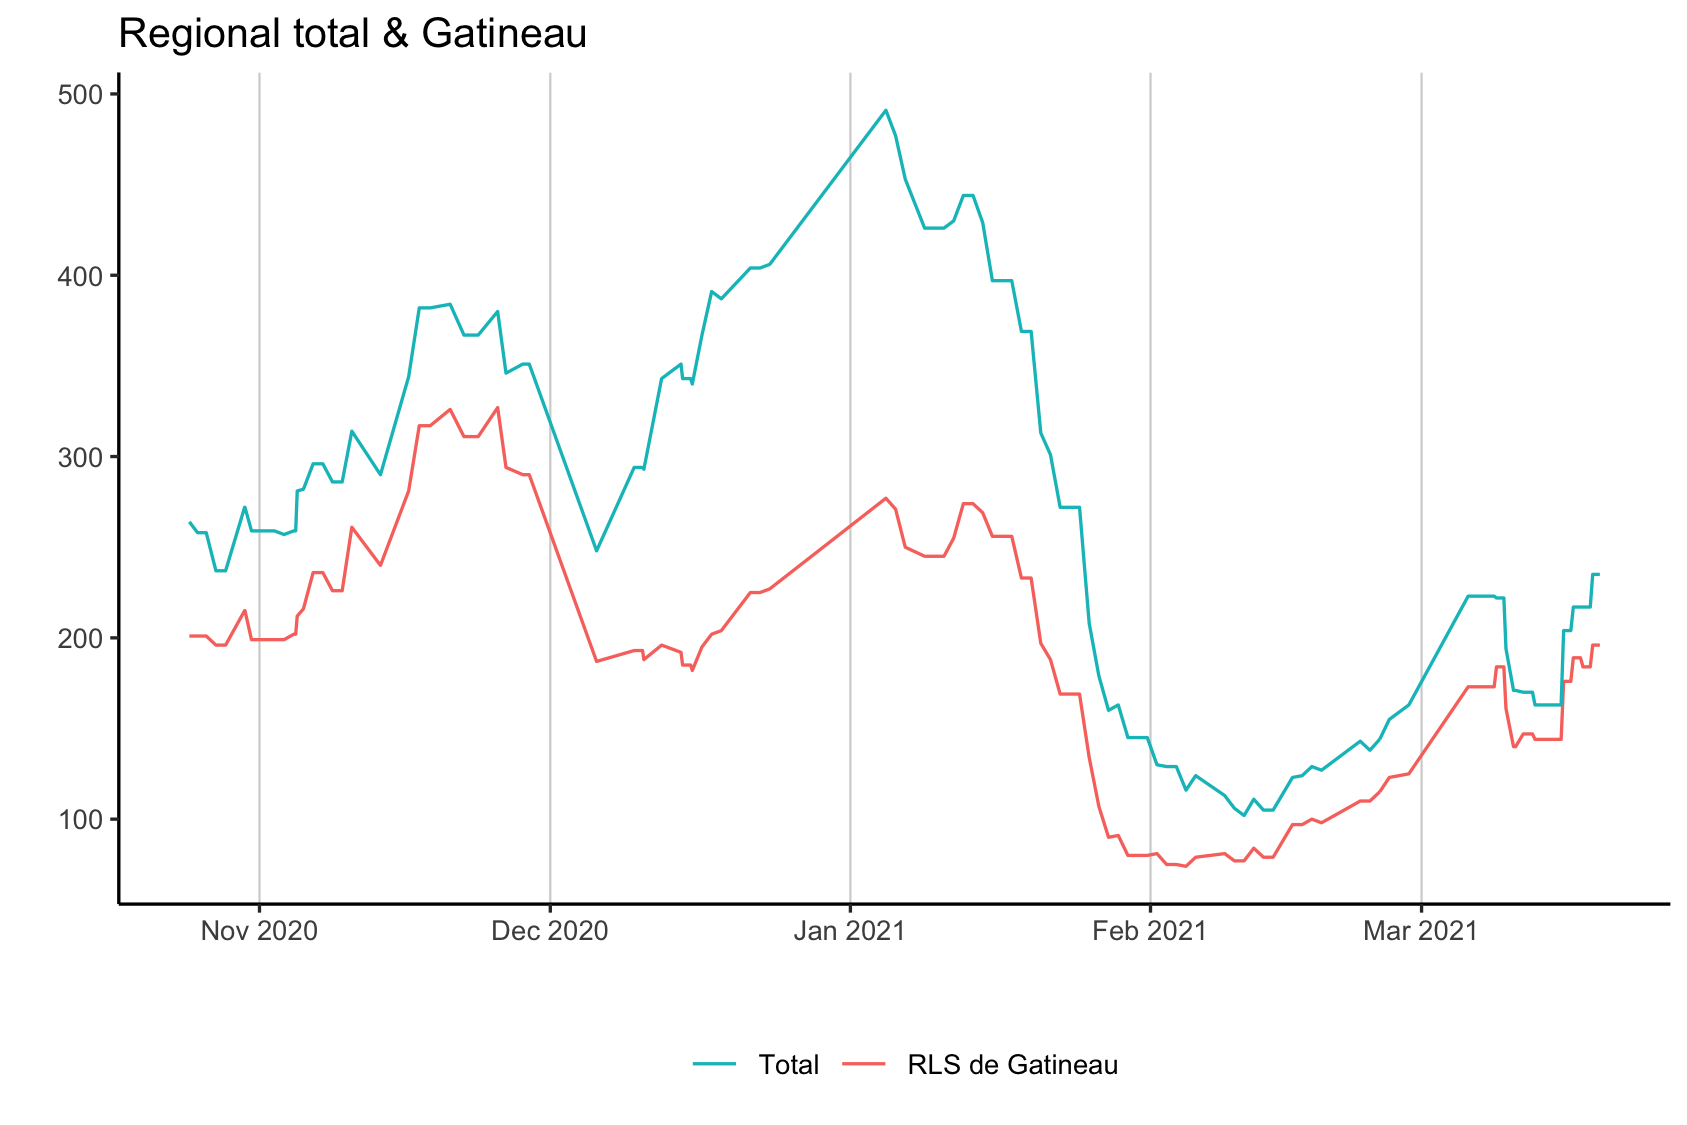 Regional total & Gatineau
500
400
300
200
100
Nov 2020 Dec 2020 Jan 2021 Feb 2021 Mar 2021
Total RLS de Gatineau